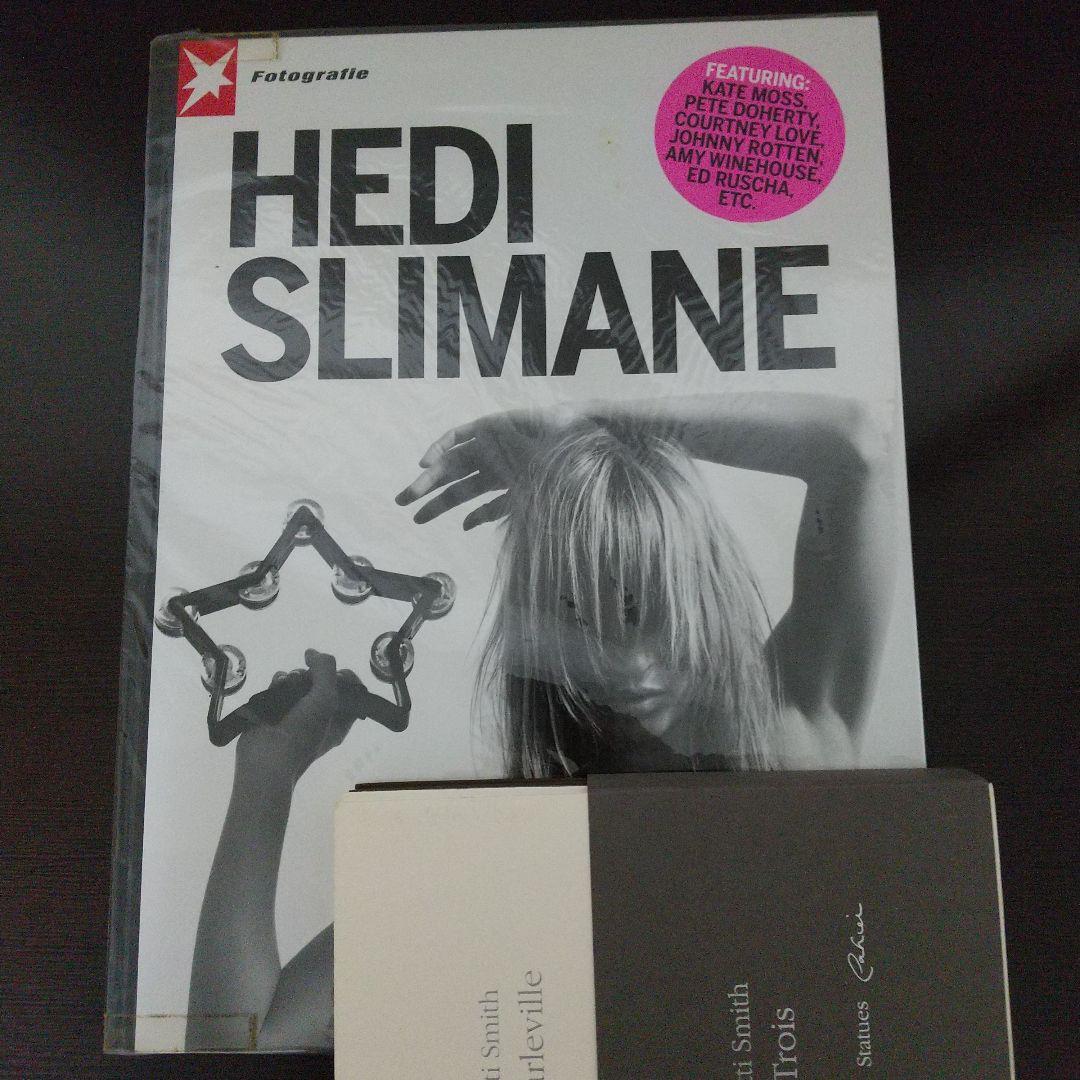 Fotografie
HEDI
SLIMANE
FEATURING:
KATE MOSS,
PETE DOHERTY,
COURTNEY LOVE,
JOHNNY ROTTEN,
AMY WINEHOUSE,
ED RUSCHA,
ETC.
Smith
Smith
Trois
Statues